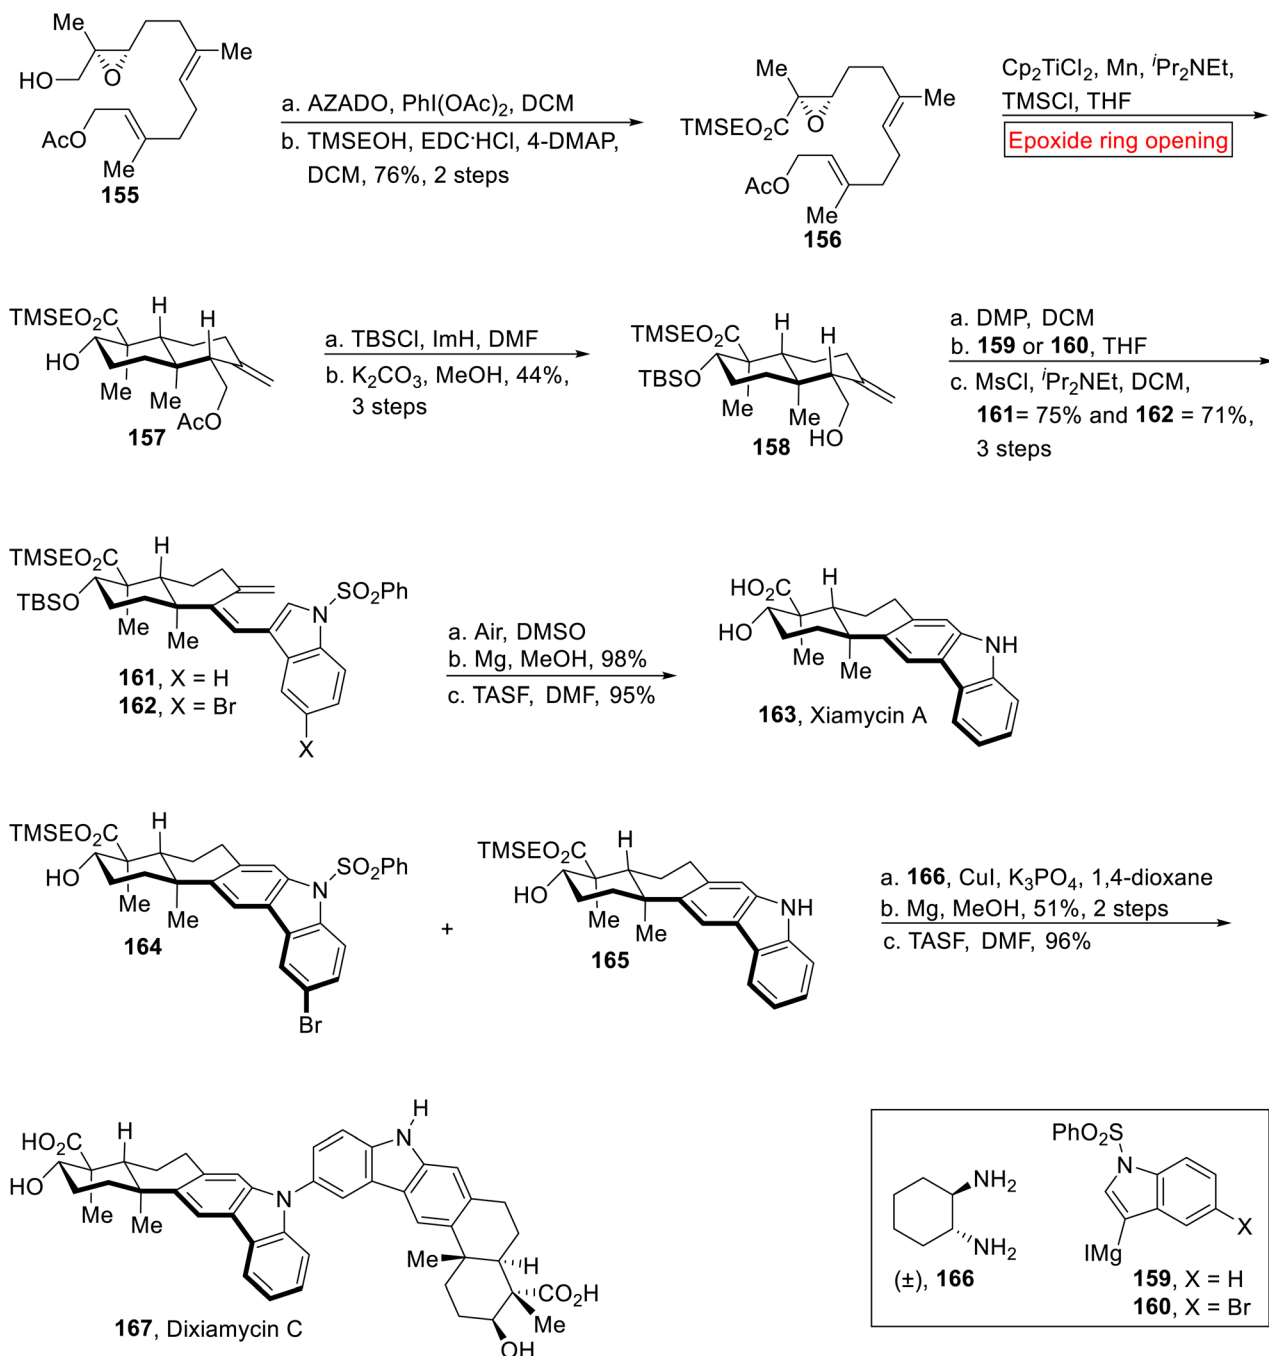 Me
Me
HO
O
AcO
Me
155
a. AZADO, PhI(OAc)₂, DCM
b. TMSEOH, EDC·HCl, 4-DMAP,
DCM, 76%, 2 steps
Me
Me
TMSEO₂C
O
AcO
Me
156
Cp₂TiCl₂, Mn, ⁱPr₂NEt,
TMSCl, THF
Epoxide ring opening
TMSEO₂C
H
H
HO
Me
Me
AcO
157
a. TBSCl, ImH, DMF
b. K₂CO₃, MeOH, 44%,
3 steps
TMSEO₂C
H
H
TBSO
Me
Me
HO
158
a. DMP, DCM
b. 159 or 160, THF
c. MsCl, ⁱPr₂NEt, DCM,
161= 75% and 162 = 71%,
3 steps
TMSEO₂C
H
TBSO
Me
Me
N
SO₂Ph
X
161, X = H
162, X = Br
a. Air, DMSO
b. Mg, MeOH, 98%
c. TASF, DMF, 95%
HO₂C
H
HO
Me
Me
NH
163, Xiamycin A
TMSEO₂C
H
HO
Me
Me
N
SO₂Ph
Br
164
+
TMSEO₂C
H
HO
Me
Me
NH
165
a. 166, CuI, K₃PO₄, 1,4-dioxane
b. Mg, MeOH, 51%, 2 steps
c. TASF, DMF, 96%
HO₂C
H
HO
Me
Me
N
H
N
Me
H
CO₂H
Me
OH
167, Dixiamycin C
NH₂
NH₂
(±), 166
PhO₂S
N
IMg
X
159, X = H
160, X = Br